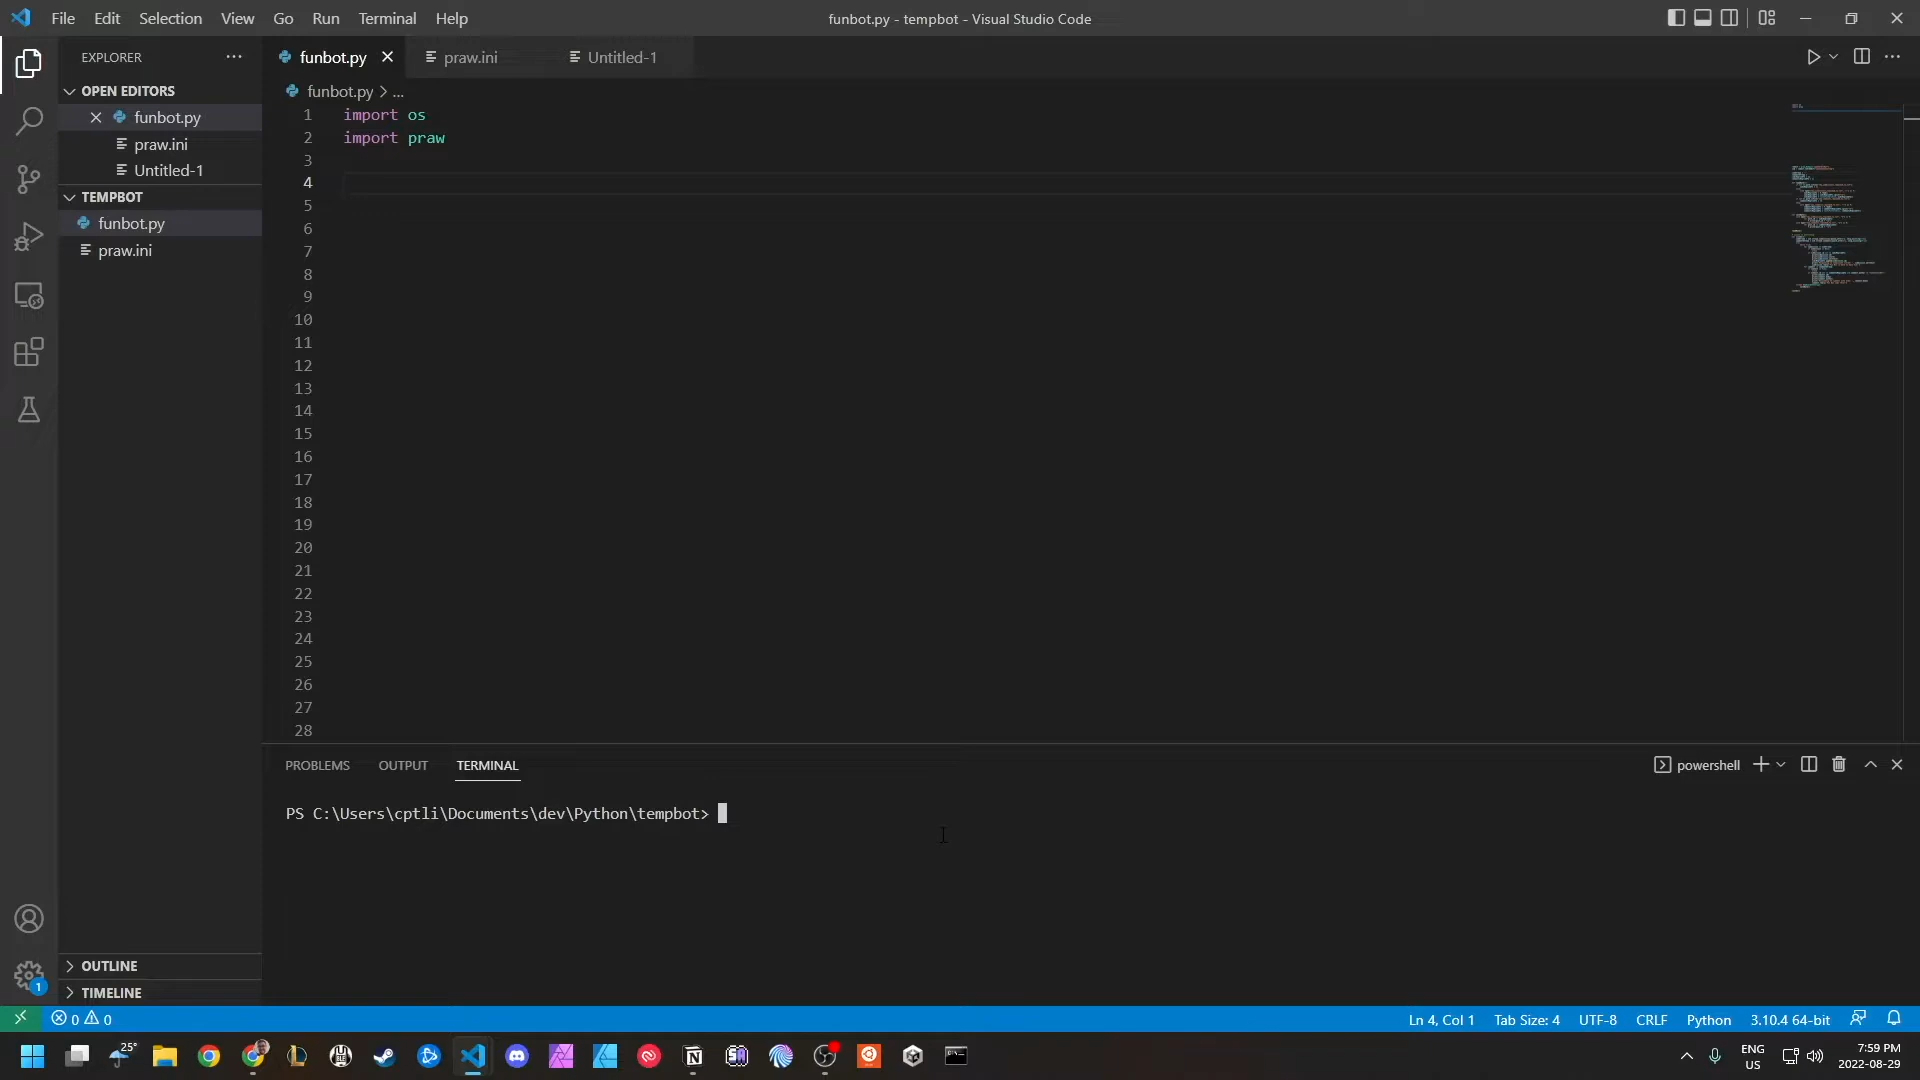 File Edit Selection View Go Run Terminal Help
funbot.py - tempbot - Visual Studio Code
EXPLORER
funbot.py
praw.ini
Untitled-1
OPEN EDITORS
funbot.py
praw.ini
Untitled-1
TEMPBOT
funbot.py
praw.ini
OUTLINE
TIMELINE
funbot.py > ...
1 import os
2 import praw
3
4
5
6
7
8
9
10
11
12
13
14
15
16
17
18
19
20
21
22
23
24
25
26
27
28
PROBLEMS OUTPUT TERMINAL
powershell
PS C:\Users\cptli\Documents\dev\Python\tempbot>
1
0 0
Ln 4, Col 1 Tab Size: 4 UTF-8 CRLF Python 3.10.4 64-bit
25°
ENG
US
7:59 PM
2022-08-29